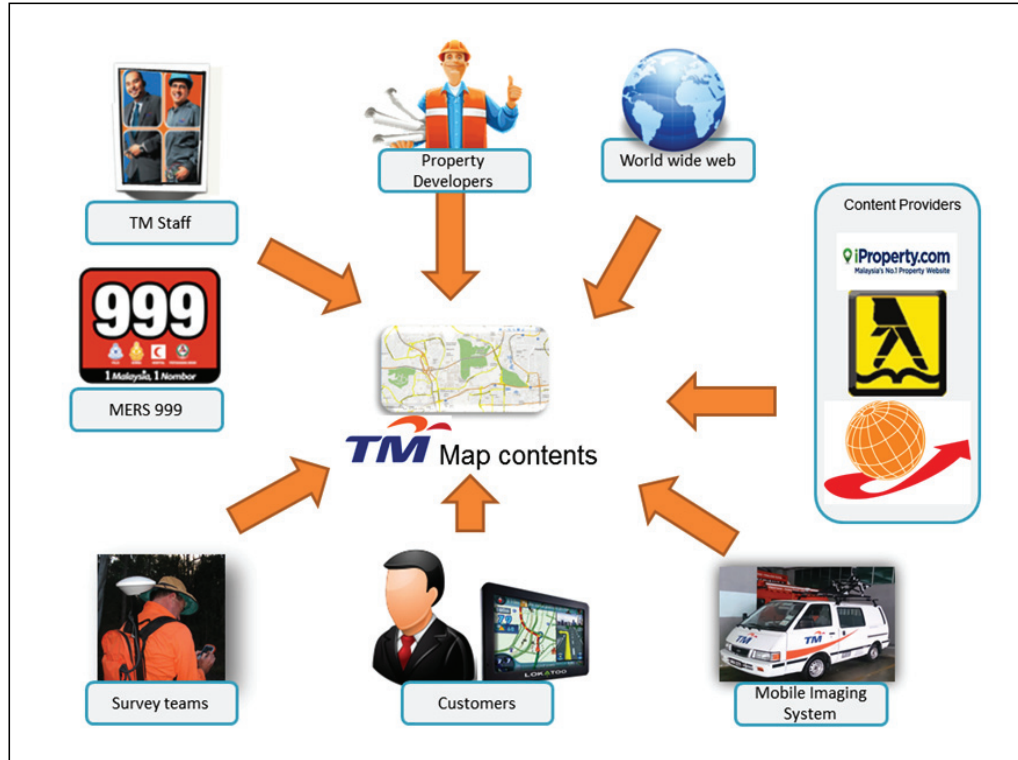 TM Staff
Property
Developers
World wide web
Content Providers
iProperty.com
Malaysia's No.1 Property Website
999
1 Malaysia, 1 Nombor
MERS 999
TM Map contents
Survey teams
LOKATOO
Customers
TM
Mobile Imaging
System